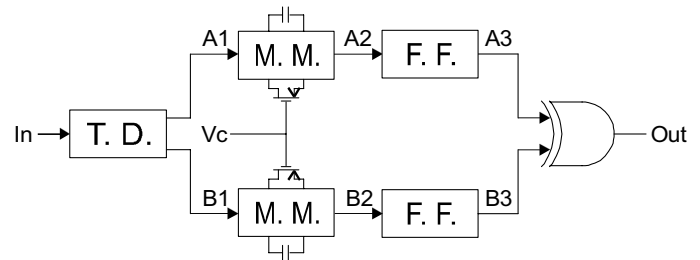 A1 M. M. A2 F. F. A3
In T. D. Vc Out
B1 M. M. B2 F. F. B3